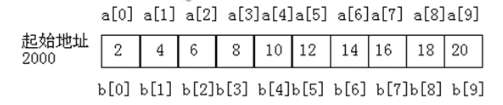 a[0] a[1] a[2] a[3] a[4] a[5] a[6] a[7] a[8] a[9]
起始地址
2000
2 4 6 8 10 12 14 16 18 20
b[0] b[1] b[2] b[3] b[4] b[5] b[6] b[7] b[8] b[9]